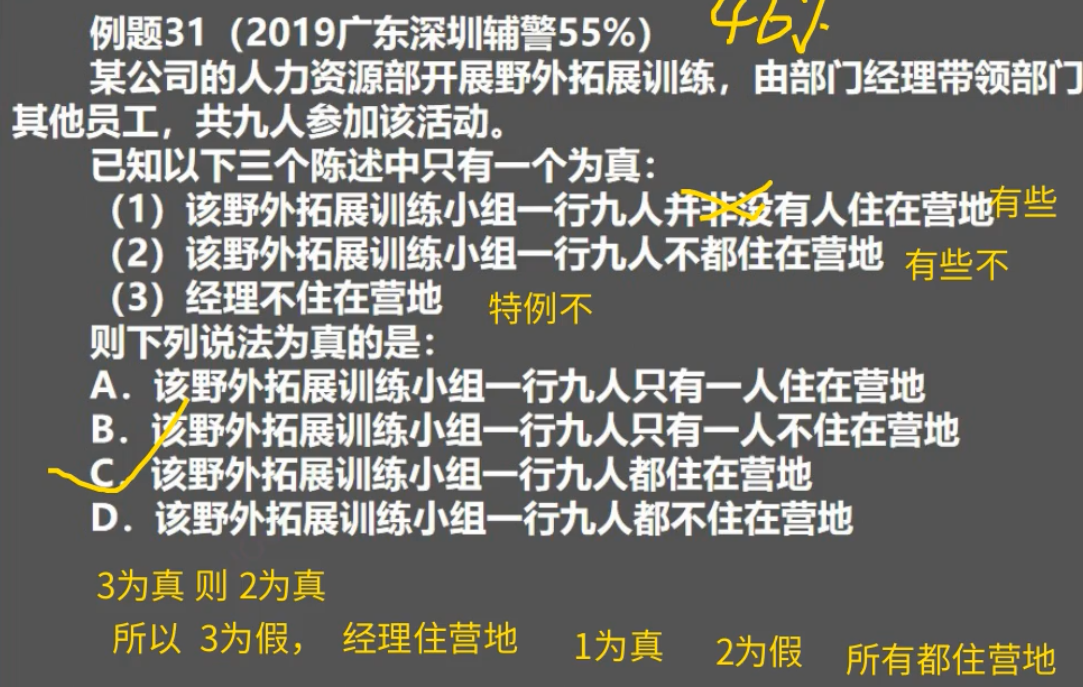 例题31（2019广东深圳辅警55%） 46%
某公司的人力资源部开展野外拓展训练，由部门经理带领部门
其他员工，共九人参加该活动。
已知以下三个陈述中只有一个为真：
（1）该野外拓展训练小组一行九人并非没有人住在营地 有些
（2）该野外拓展训练小组一行九人不都住在营地 有些不
（3）经理不住在营地 特例不
则下列说法为真的是：
A．该野外拓展训练小组一行九人只有一人住在营地
B．该野外拓展训练小组一行九人只有一人不住在营地
C．该野外拓展训练小组一行九人都住在营地
D．该野外拓展训练小组一行九人都不住在营地
3为真 则 2为真
所以 3为假， 经理住营地 1为真 2为假 所有都住营地